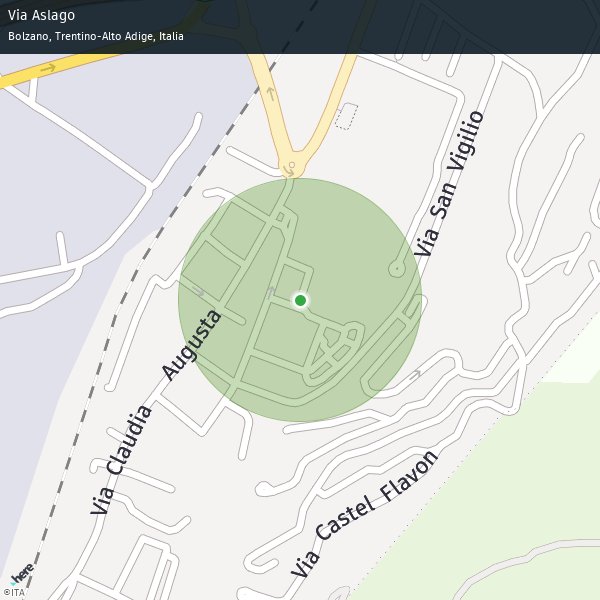 Via Aslago
Bolzano, Trentino-Alto Adige, Italia
Via San Vigilio
Via Claudia Augusta
Via Castel Flavon
here
©ITA